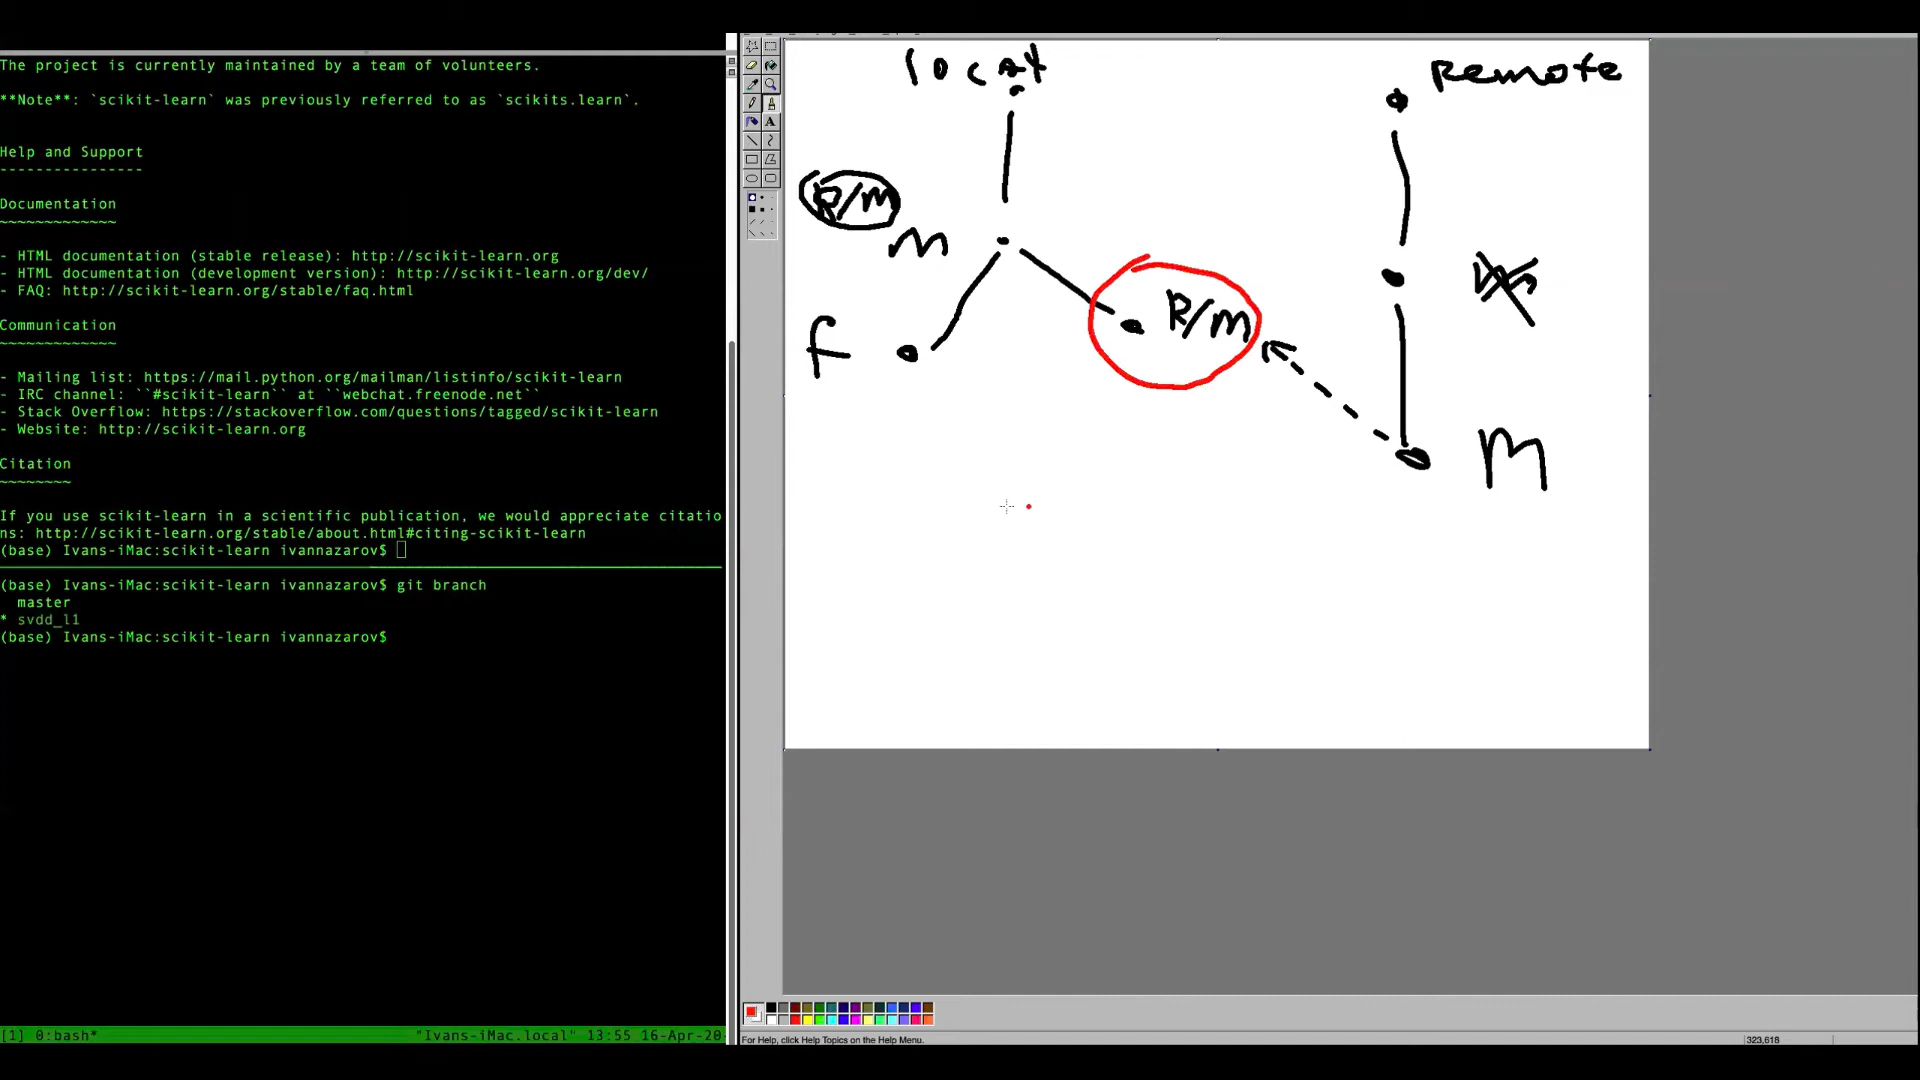 The project is currently maintained by a team of volunteers.
**Note**: `scikit-learn` was previously referred to as `scikits.learn`.
Help and Support
----------------
Documentation
~~~~~~~~~~~~~
- HTML documentation (stable release): http://scikit-learn.org
- HTML documentation (development version): http://scikit-learn.org/dev/
- FAQ: http://scikit-learn.org/stable/faq.html
Communication
~~~~~~~~~~~~~
- Mailing list: https://mail.python.org/mailman/listinfo/scikit-learn
- IRC channel: ``#scikit-learn`` at ``webchat.freenode.net``
- Stack Overflow: https://stackoverflow.com/questions/tagged/scikit-learn
- Website: http://scikit-learn.org
Citation
~~~~~~~~
If you use scikit-learn in a scientific publication, we would appreciate citatio
ns: http://scikit-learn.org/stable/about.html#citing-scikit-learn
(base) Ivans-iMac:scikit-learn ivannazarov$
(base) Ivans-iMac:scikit-learn ivannazarov$ git branch
master
* svdd_l1
(base) Ivans-iMac:scikit-learn ivannazarov$
[1] 0:bash* "Ivans-iMac.local" 13:55 16-Apr-20
local
Remote
R/m
m
R/m
f
M
A
For Help, click Help Topics on the Help Menu.
323,618